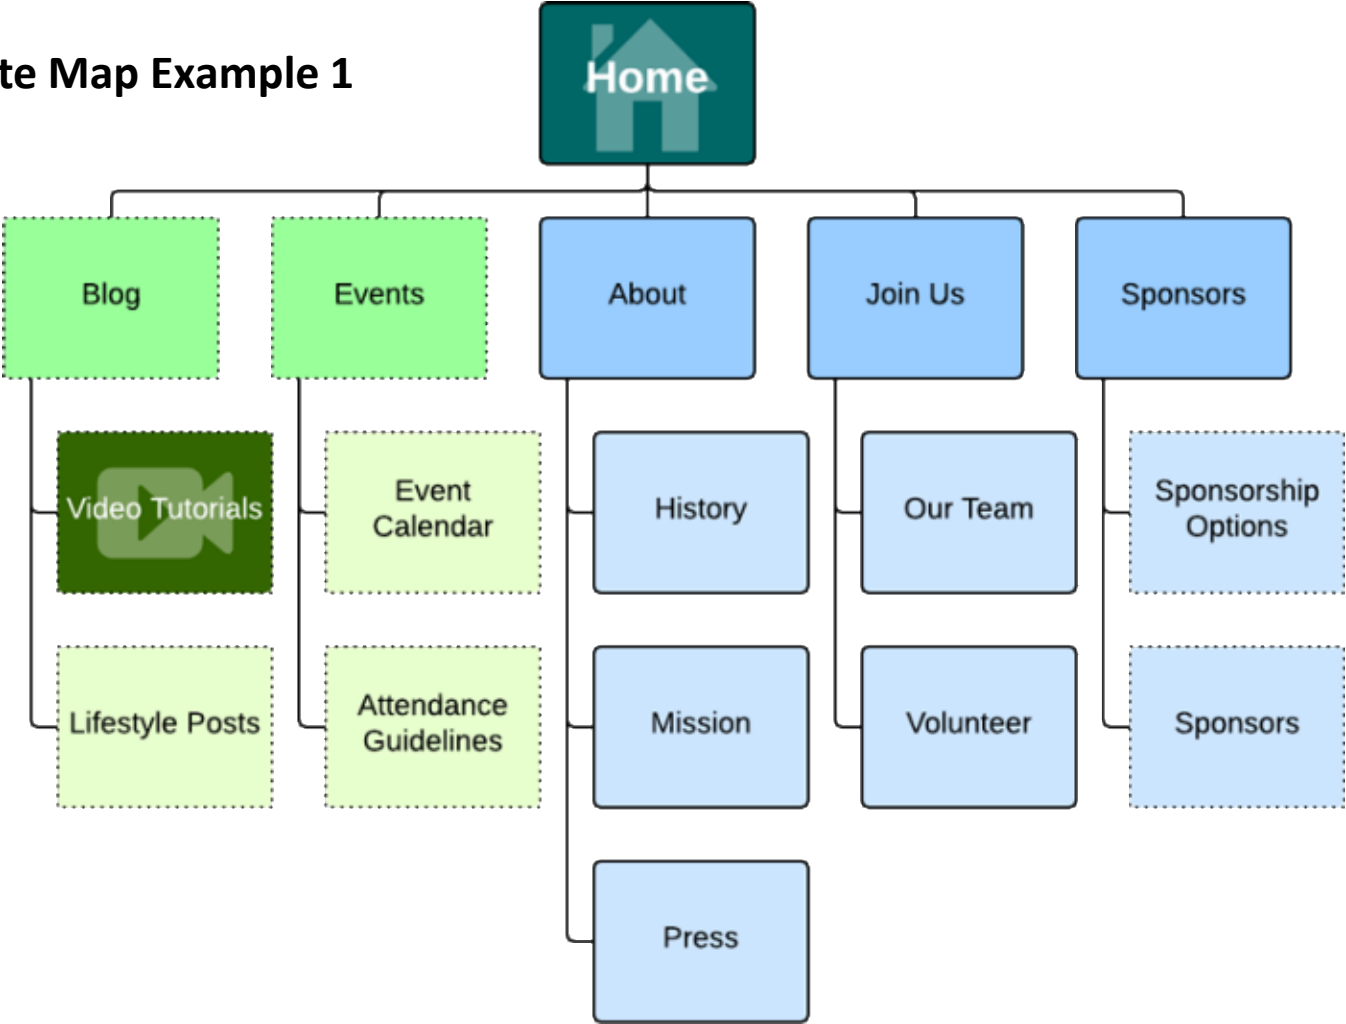 te Map Example 1
Home
Blog
Events
About
Join Us
Sponsors
Video Tutorials
Event
Calendar
History
Our Team
Sponsorship
Options
Lifestyle Posts
Attendance
Guidelines
Mission
Volunteer
Sponsors
Press